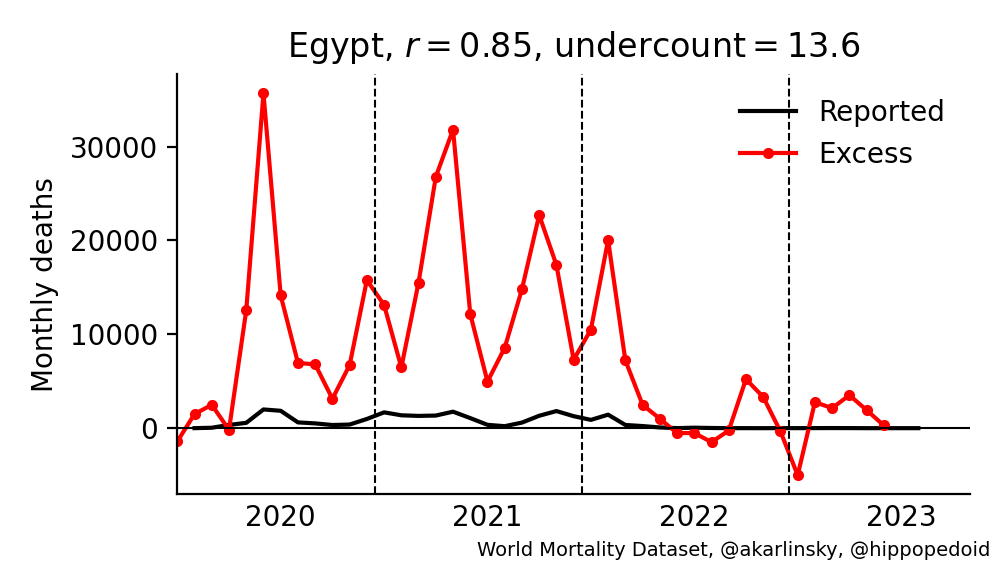 Egypt, r = 0.85, undercount = 13.6
Reported
Excess
Monthly deaths
30000
20000
10000
0
2020 2021 2022 2023
World Mortality Dataset, @akarlinsky, @hippopedoid